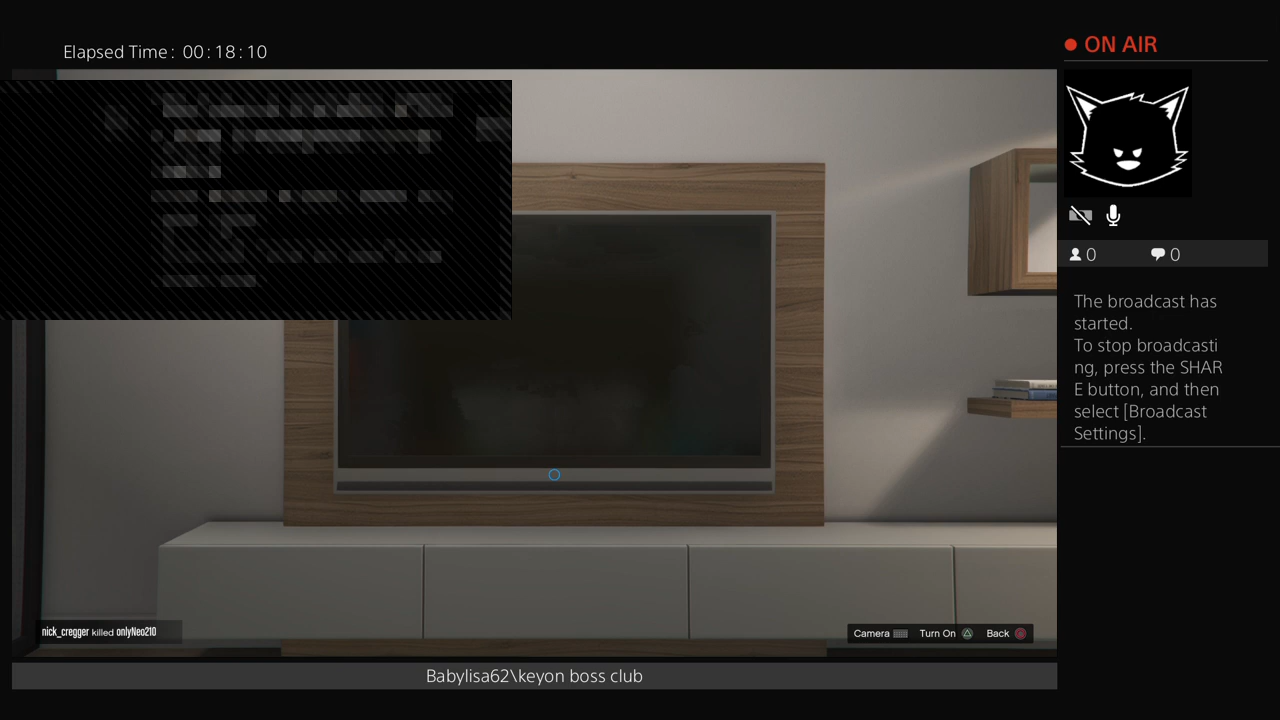 Elapsed Time: 00:18:10
ON AIR
0 0
The broadcast has
started.
To stop broadcasti
ng, press the SHAR
E button, and then
select [Broadcast
Settings].
nick_cregger killed onlyNeo210
Camera Turn On Back
Babylisa62\keyon boss club